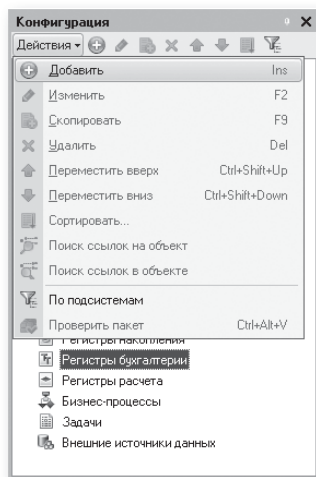 Конфигурация
Действия
Добавить Ins
Изменить F2
Скопировать F9
Удалить Del
Переместить вверх Ctrl+Shift+Up
Переместить вниз Ctrl+Shift+Down
Сортировать...
Поиск ссылок на объект
Поиск ссылок в объекте
По подсистемам
Проверить пакет Ctrl+Alt+V
Регистры накопления
Регистры бухгалтерии
Регистры расчета
Бизнес-процессы
Задачи
Внешние источники данных